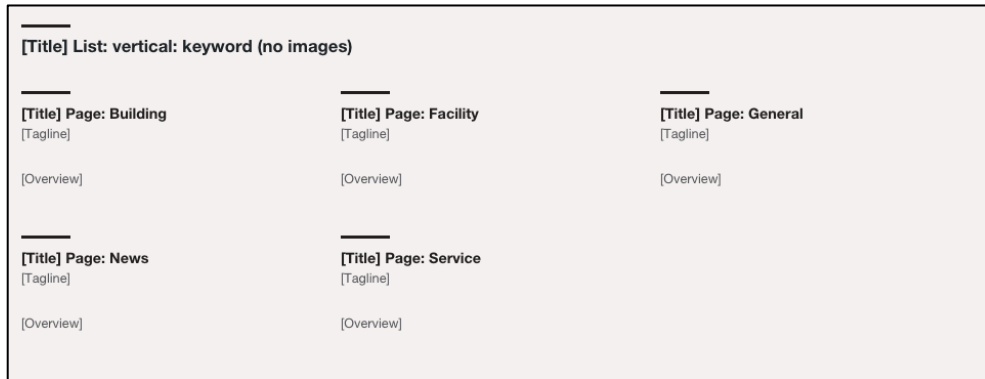 [Title] List: vertical: keyword (no images)
[Title] Page: Building
[Tagline]
[Overview]
[Title] Page: Facility
[Tagline]
[Overview]
[Title] Page: General
[Tagline]
[Overview]
[Title] Page: News
[Tagline]
[Overview]
[Title] Page: Service
[Tagline]
[Overview]